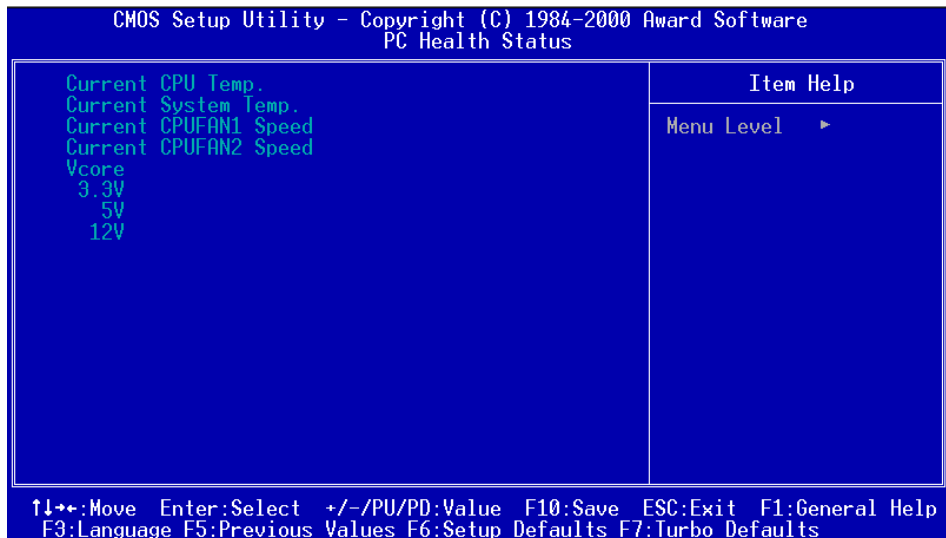 CMOS Setup Utility - Copyright (C) 1984-2000 Award Software
PC Health Status
Current CPU Temp.
Current System Temp.
Current CPUFAN1 Speed
Current CPUFAN2 Speed
Vcore
3.3V
5V
12V
Item Help
Menu Level ►
↑↓→←:Move Enter:Select +/-/PU/PD:Value F10:Save ESC:Exit F1:General Help
F3:Language F5:Previous Values F6:Setup Defaults F7:Turbo Defaults